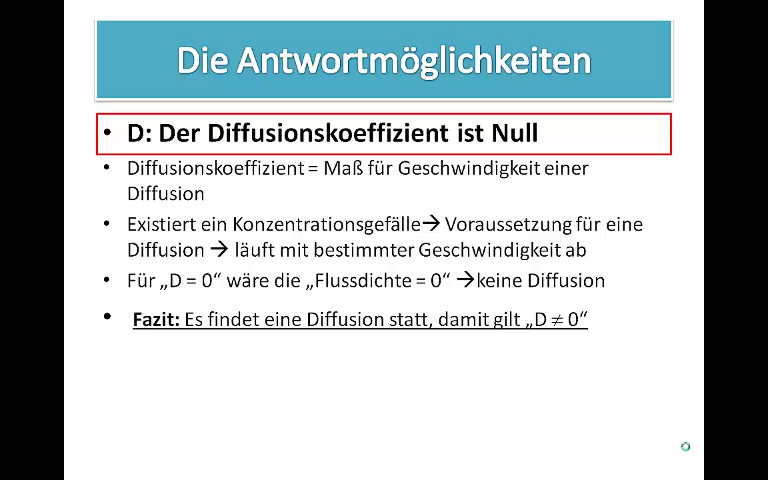 Die Antwortmöglichkeiten
• D: Der Diffusionskoeffizient ist Null
• Diffusionskoeffizient = Maß für Geschwindigkeit einer
Diffusion
• Existiert ein Konzentrationsgefälle→ Voraussetzung für eine
Diffusion → läuft mit bestimmter Geschwindigkeit ab
• Für „D = 0“ wäre die „Flussdichte = 0“ →keine Diffusion
• Fazit: Es findet eine Diffusion statt, damit gilt „D ≠ 0“